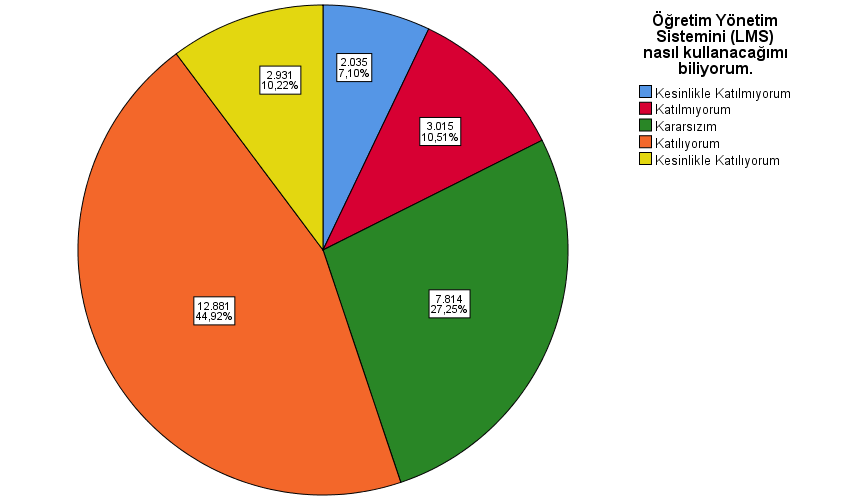 Öğretim Yönetim
Sistemini (LMS)
nasıl kullanacağımı
biliyorum.
Kesinlikle Katılmıyorum
Katılmıyorum
Kararsızım
Katılıyorum
Kesinlikle Katılıyorum
2.035
7,10%
3.015
10,51%
7.814
27,25%
12.881
44,92%
2.931
10,22%